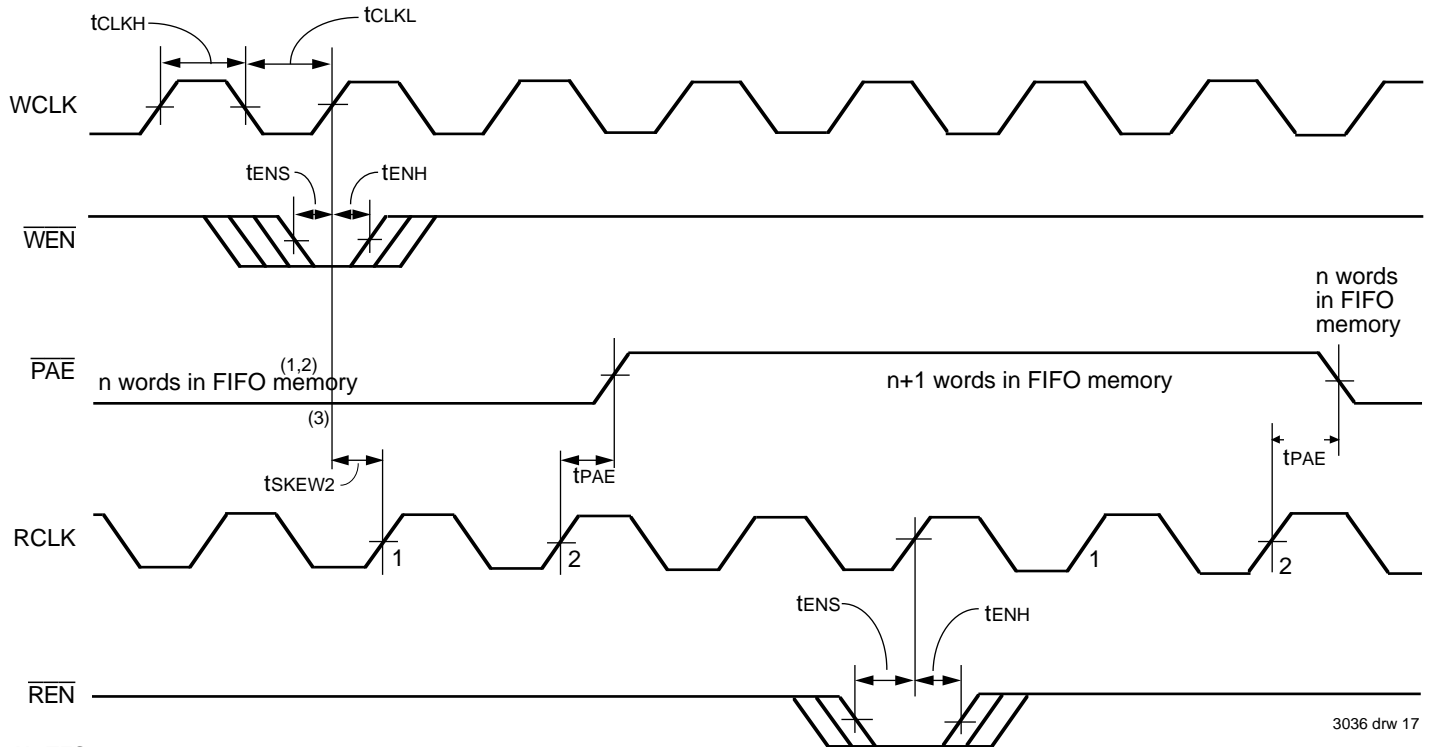 tCLKH
tCLKL
WCLK
tENS
tENH
WEN
n words
in FIFO
memory
PAE
(1,2)
n words in FIFO memory
n+1 words in FIFO memory
(3)
tSKEW2
tPAE
tPAE
RCLK
1
2
1
2
tENS
tENH
REN
3036 drw 17